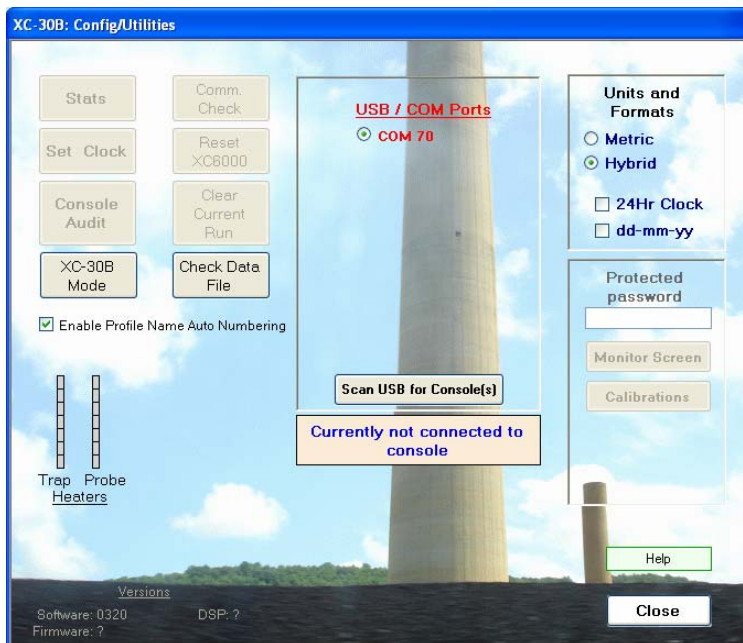 XC-30B: Config/Utilities
Stats
Comm.
Check
Set Clock
Reset
XC6000
Console
Audit
Clear
Current
Run
XC-30B
Mode
Check Data
File
Enable Profile Name Auto Numbering
Trap Probe
Heaters
Versions
Software: 0320 DSP: ?
Firmware: ?
USB / COM Ports
COM 70
Scan USB for Console(s)
Currently not connected to
console
Units and
Formats
Metric
Hybrid
24Hr Clock
dd-mm-yy
Protected
password
Monitor Screen
Calibrations
Help
Close